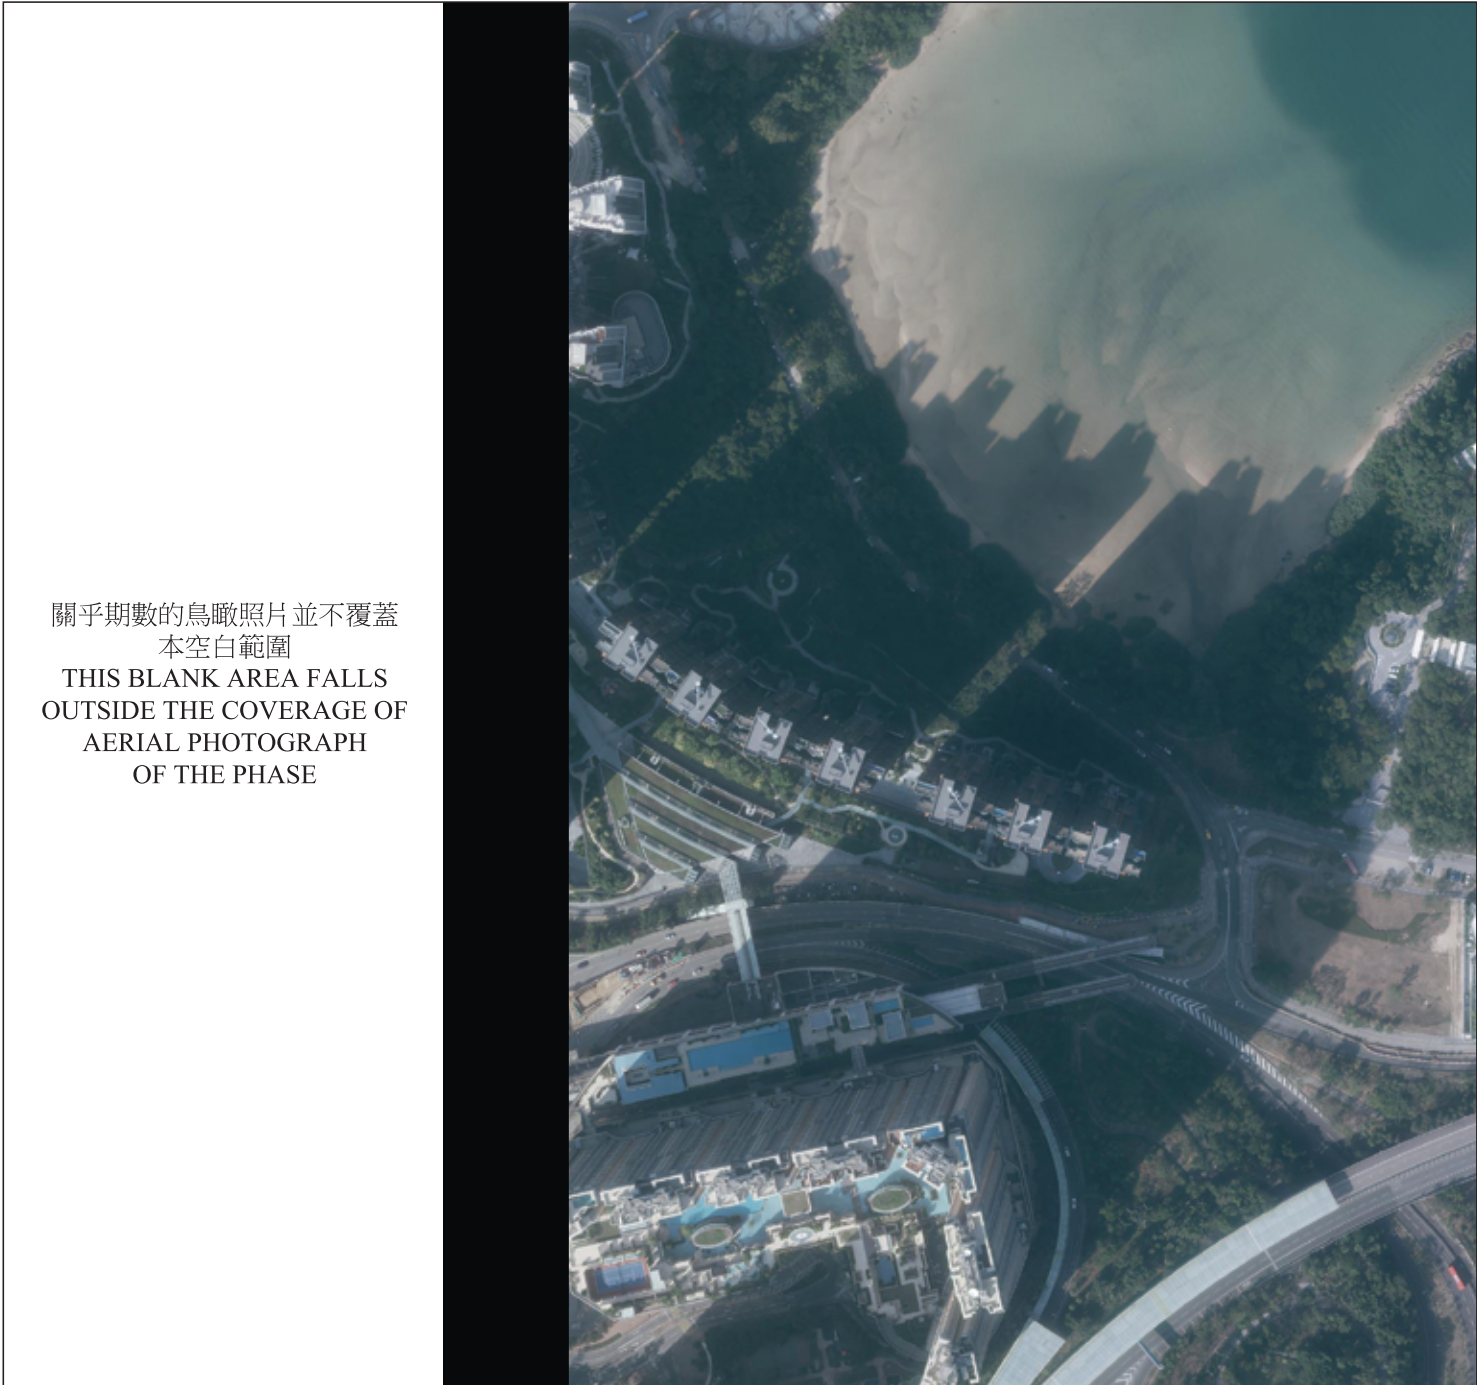 關乎期數的鳥瞰照片並不覆蓋
本空白範圍
THIS BLANK AREA FALLS
OUTSIDE THE COVERAGE OF
AERIAL PHOTOGRAPH
OF THE PHASE